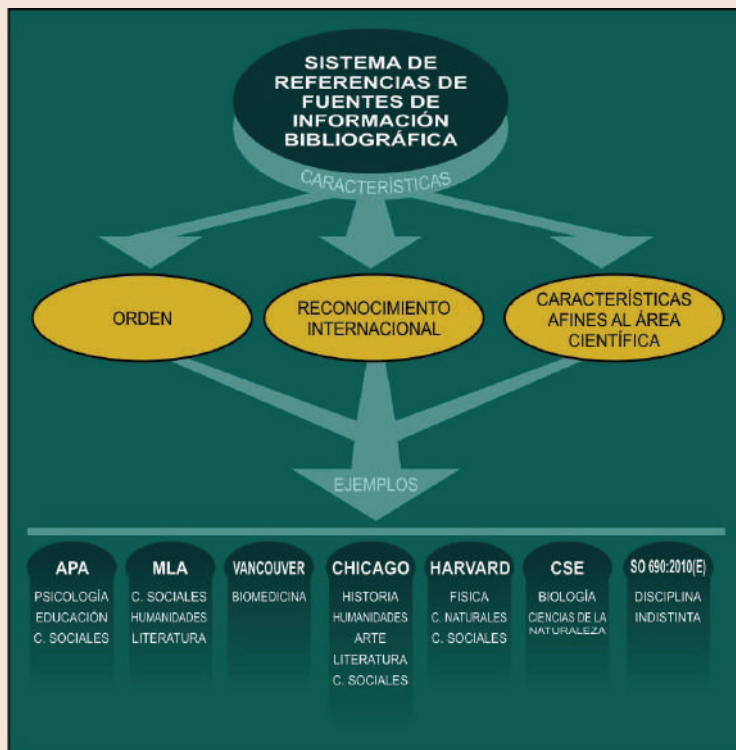 SISTEMA DE
REFERENCIAS DE
FUENTES DE
INFORMACIÓN
BIBLIOGRÁFICA
CARACTERÍSTICAS
ORDEN
RECONOCIMIENTO
INTERNACIONAL
CARACTERÍSTICAS
AFINES AL ÁREA
CIENTÍFICA
EJEMPLOS
APA
PSICOLOGÍA
EDUCACIÓN
C. SOCIALES
MLA
C. SOCIALES
HUMANIDADES
LITERATURA
VANCOUVER
BIOMEDICINA
CHICAGO
HISTORIA
HUMANIDADES
ARTE
LITERATURA
C. SOCIALES
HARVARD
FISICA
C. NATURALES
C. SOCIALES
CSE
BIOLOGÍA
CIENCIAS DE LA
NATURALEZA
SO 690:2010(E)
DISCIPLINA
INDISTINTA